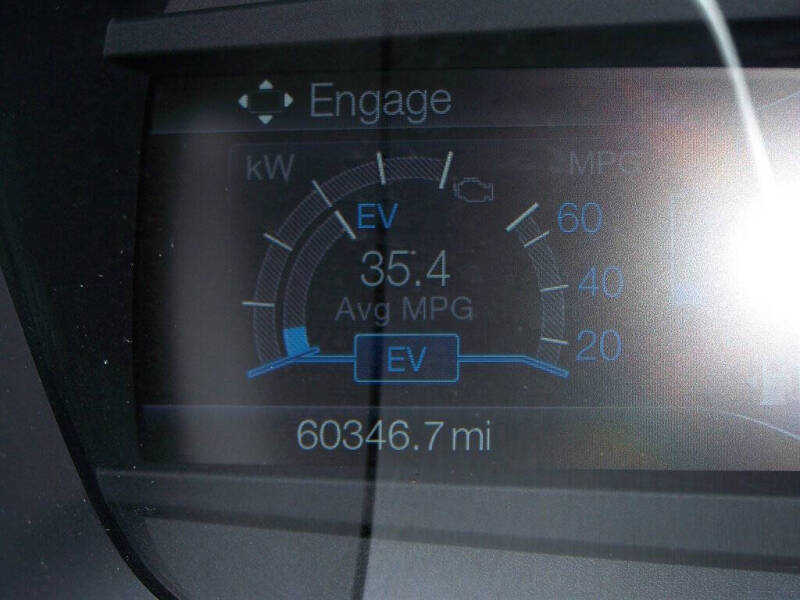 Engage
kW
MPG
EV
60
35.4
40
Avg MPG
20
EV
60346.7 mi